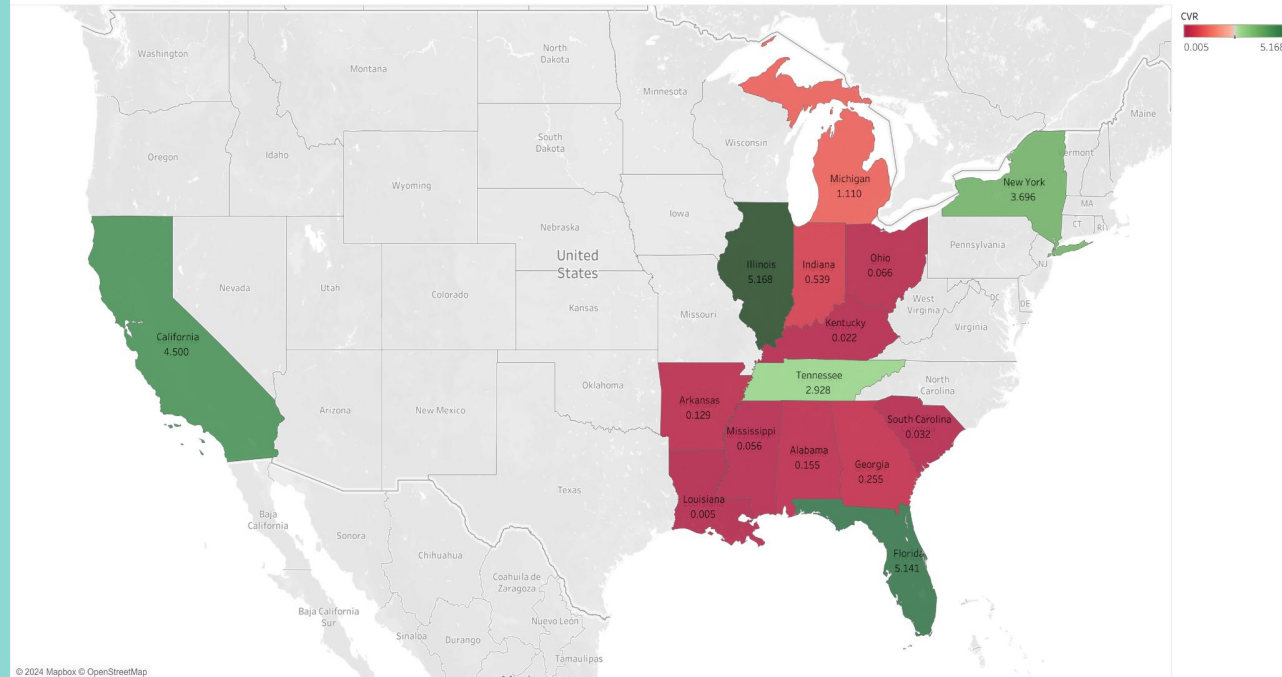 CVR
0.005 5.168
Washington
Montana
North
Dakota
Minnesota
Maine
Oregon
Idaho
South
Dakota
Wisconsin
Michigan
1.110
Wyoming
New York
3.696
MA
CT
Iowa
Nebraska
Illinois
5.168
Indiana
0.539
Ohio
0.066
Pennsylvania
NJ
United
States
Nevada
Utah
Colorado
Kansas
Missouri
West
Virginia
DC
DE
Virginia
Kentucky
0.022
California
4.500
Tennessee
2.928
North
Carolina
Oklahoma
Arkansas
0.129
Arizona
New Mexico
Mississippi
0.056
Alabama
0.155
Georgia
0.255
South Carolina
0.032
Texas
Louisiana
0.005
Florida
5.141
Baja
California
Sonora
Chihuahua
Coahuila de
Zaragoza
Baja California
Sur
Nuevo León
Sinaloa
Durango
Tamaulipas
© 2024 Mapbox © OpenStreetMap